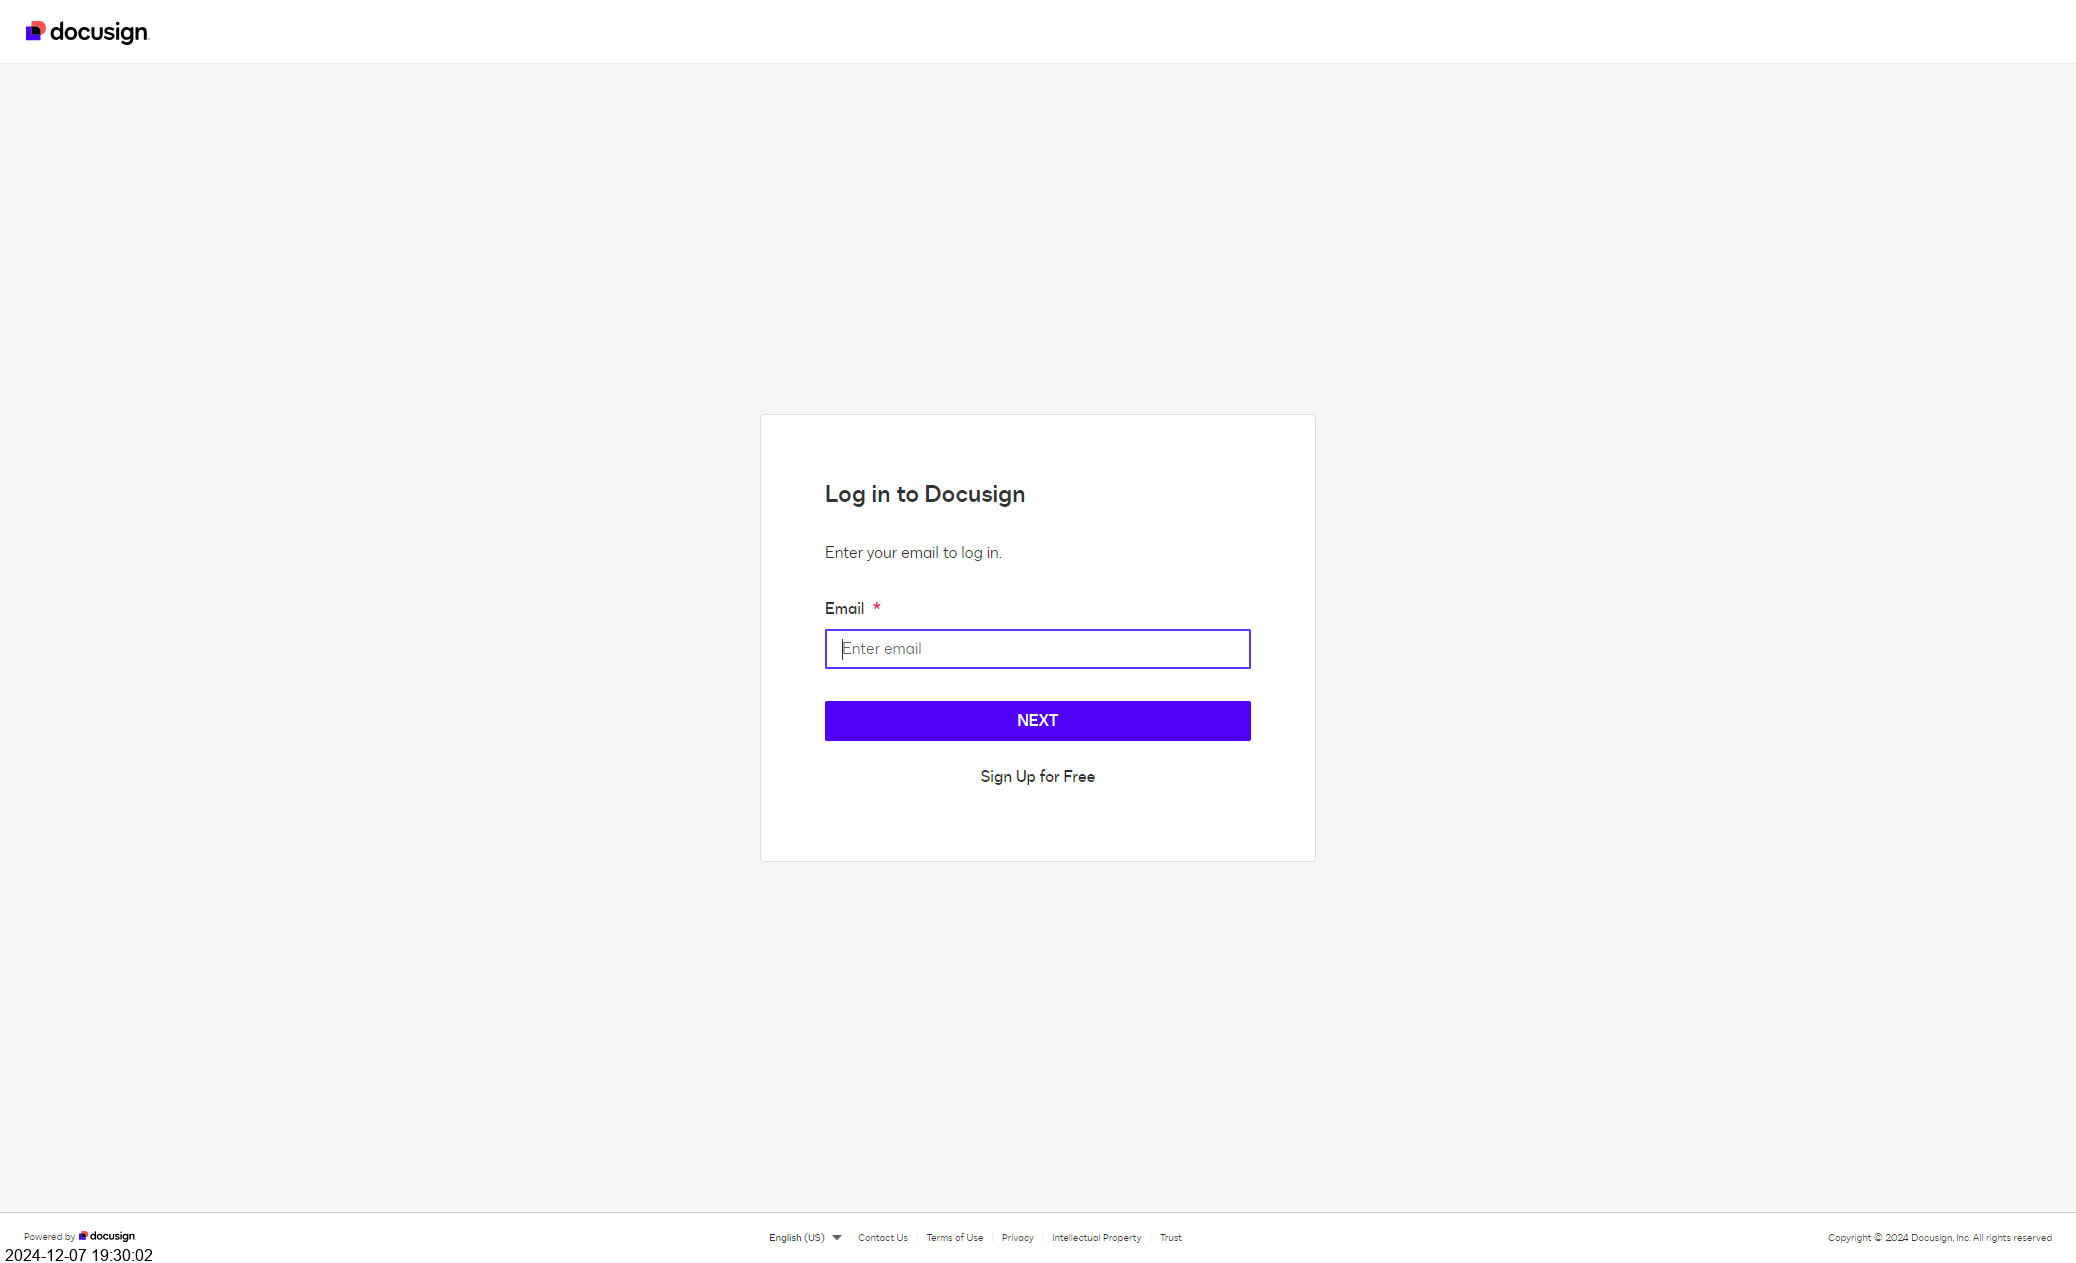 docusign
Log in to Docusign
Enter your email to log in.
Email *
Enter email
NEXT
Sign Up for Free
Powered by docusign
English (US) Contact Us Terms of Use Privacy Intellectual Property Trust
Copyright © 2024 Docusign, Inc. All rights reserved
2024-12-07 19:30:02